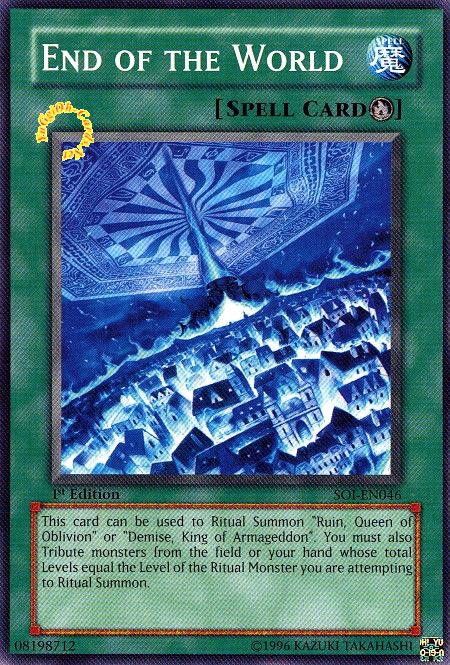 END OF THE WORLD
SPELL
魔
[SPELL CARD]
YuGiOh-Cards.Net
1st Edition
SOI-EN046
This card can be used to Ritual Summon "Ruin, Queen of
Oblivion" or "Demise, King of Armageddon". You must also
Tribute monsters from the field or your hand whose total
Levels equal the Level of the Ritual Monster you are attempting
to Ritual Summon.
08198712
©1996 KAZUKI TAKAHASHI